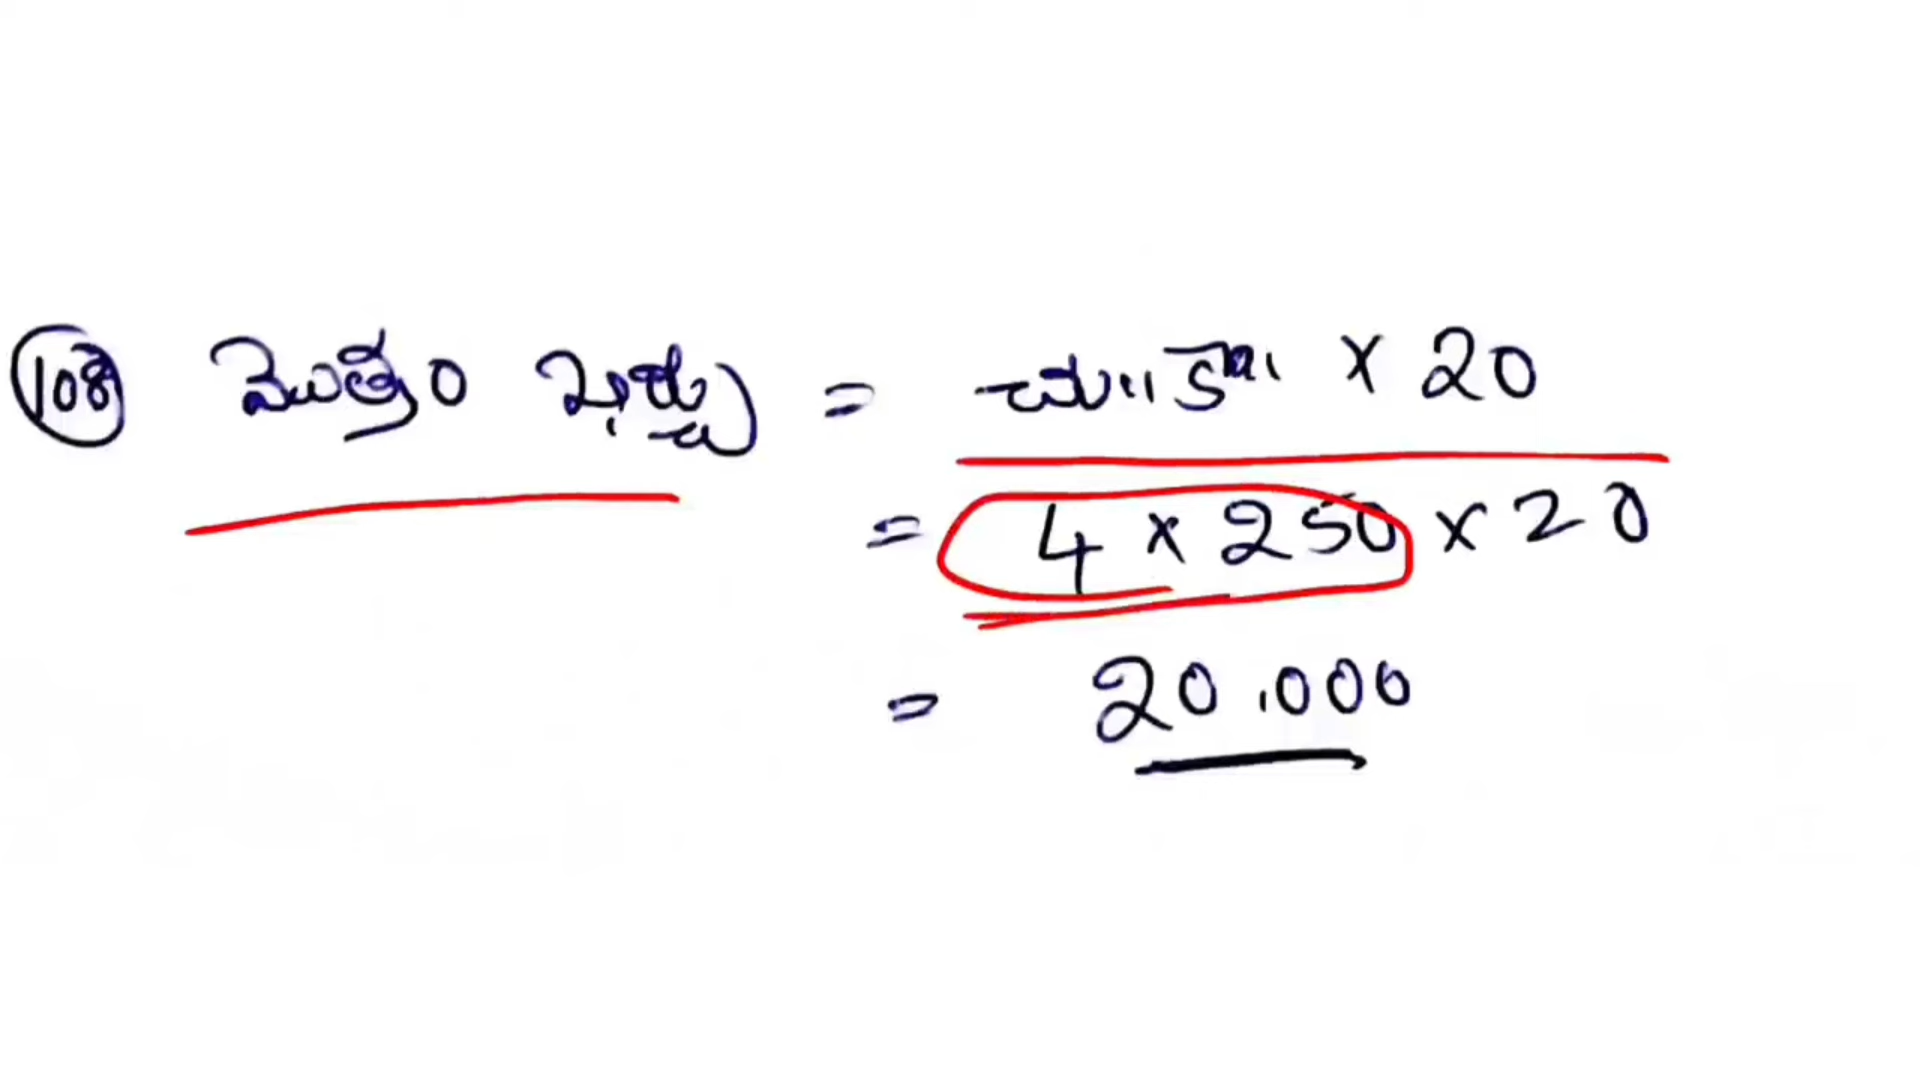 108 మొత్తం ఖర్చు = చ॥కి॥మీ॥ × 20
= 4 × 250 × 20
= 20,000